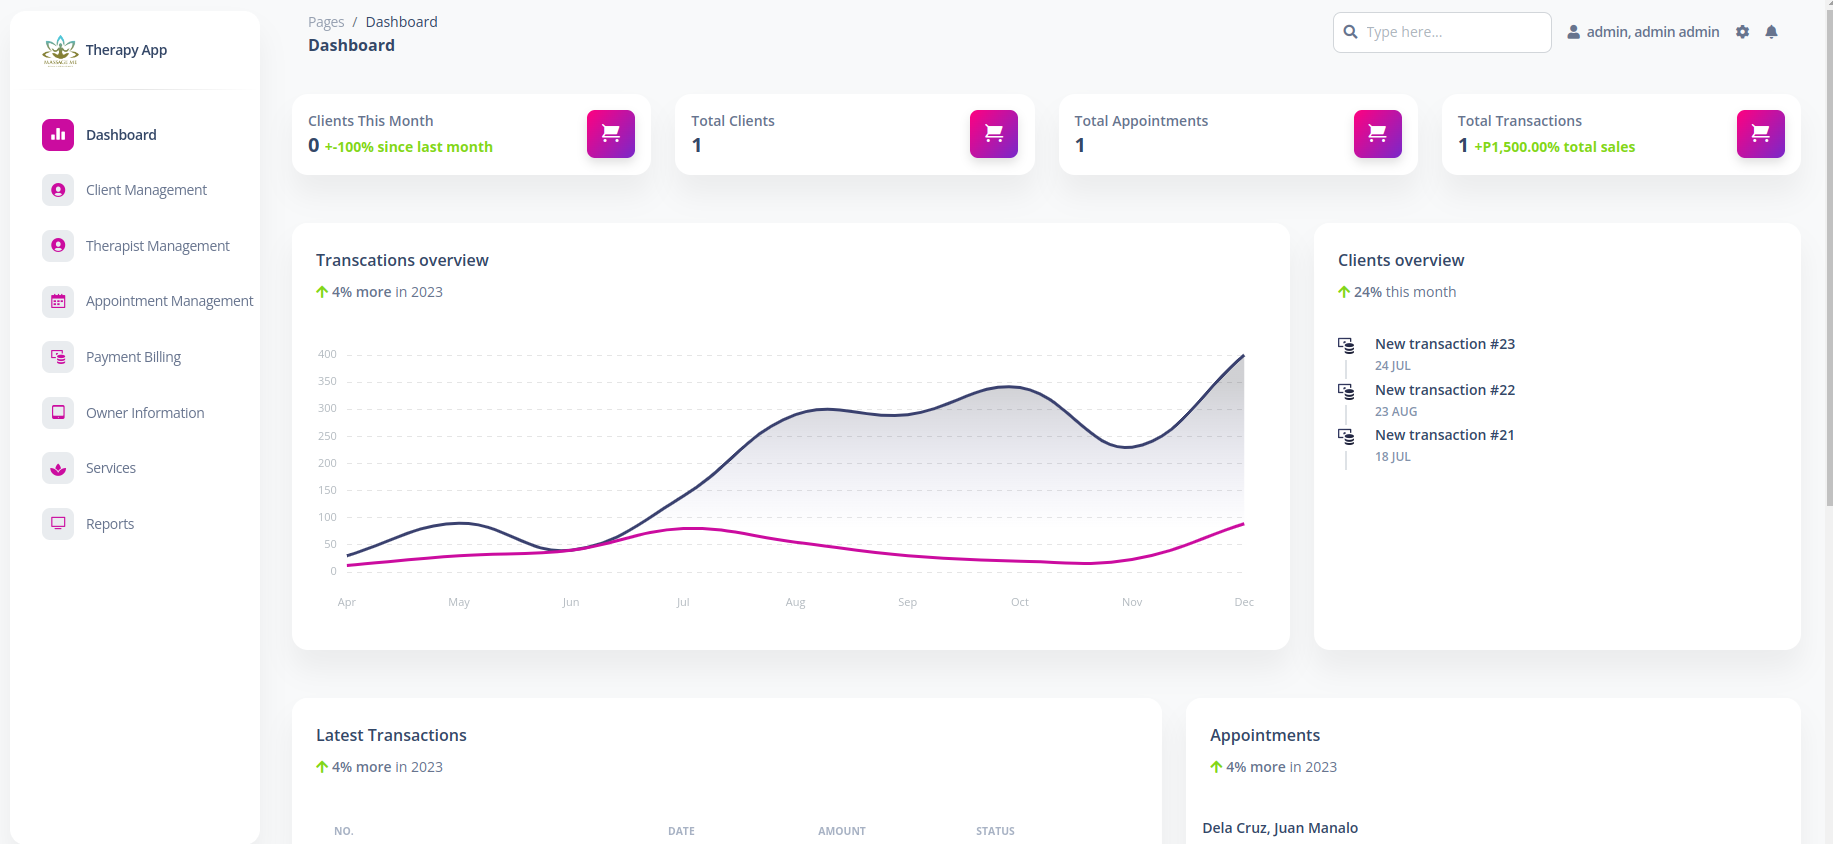 Pages / Dashboard
Dashboard
Type here...
admin, admin admin
MASSAGE ME
Therapy App
Dashboard
Client Management
Therapist Management
Appointment Management
Payment Billing
Owner Information
Services
Reports
Clients This Month
0 +-100% since last month
Total Clients
1
Total Appointments
1
Total Transactions
1 +P1,500.00% total sales
Transcations overview
4% more in 2023
400
350
300
250
200
150
100
50
0
Apr May Jun Jul Aug Sep Oct Nov Dec
Clients overview
24% this month
New transaction #23
24 JUL
New transaction #22
23 AUG
New transaction #21
18 JUL
Latest Transactions
4% more in 2023
NO. DATE AMOUNT STATUS
Appointments
4% more in 2023
Dela Cruz, Juan Manalo